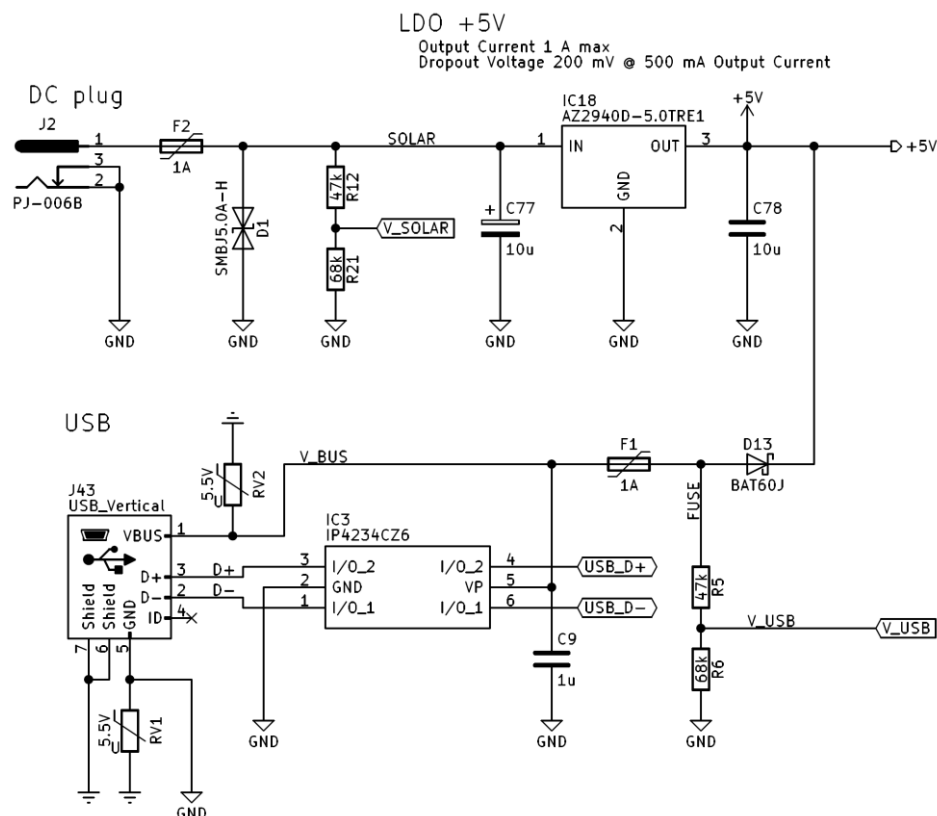 LDO +5V
Output Current 1 A max
Dropout Voltage 200 mV @ 500 mA Output Current
DC plug
J2
1
3
2
PJ-006B
GND
F2
1A
SMBJ5.0A-H
D1
GND
SOLAR
47k
R12
V_SOLAR
68k
R21
GND
+
C77
10u
GND
IC18
AZ2940D-5.0TRE1
1
IN
OUT
3
GND
2
GND
+5V
+5V
C78
10u
GND
USB
J43
USB_Vertical
VBUS
1
D+
3
D+
D-
2
D-
ID
4
Shield
Shield
GND
7
6
5
5.5V
U
RV2
V_BUS
5.5V
U
RV1
GND
GND
IC3
IP4234CZ6
3
I/O_2
I/O_2
4
USB_D+
2
GND
VP
5
1
I/O_1
I/O_1
6
USB_D-
C9
1u
GND
F1
1A
FUSE
D13
BAT60J
47k
R5
V_USB
V_USB
68k
R6
GND